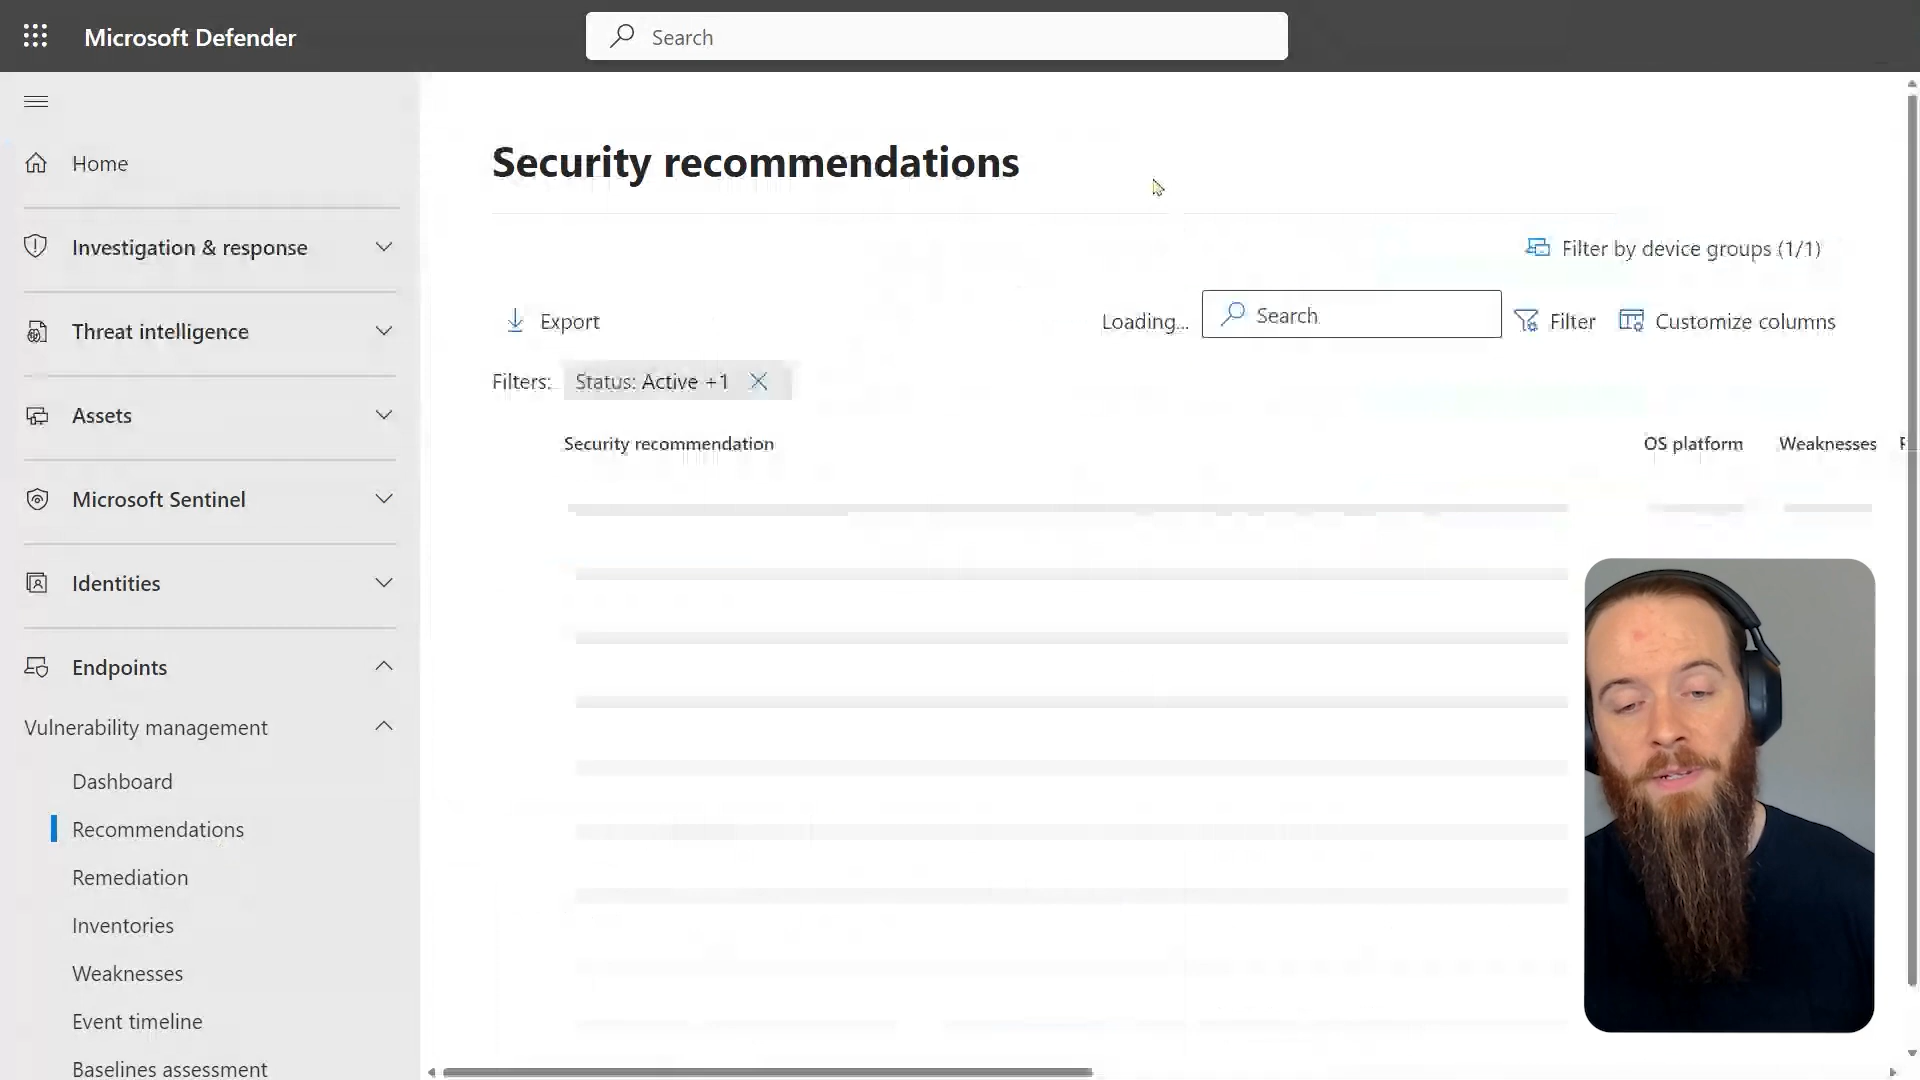 Microsoft Defender
Search
Home
Investigation & response
Threat intelligence
Assets
Microsoft Sentinel
Identities
Endpoints
Vulnerability management
Dashboard
Recommendations
Remediation
Inventories
Weaknesses
Event timeline
Baselines assessment
Security recommendations
Filter by device groups (1/1)
Export
Loading...
Search
Filter
Customize columns
Filters:
Status: Active +1
Security recommendation
OS platform
Weaknesses